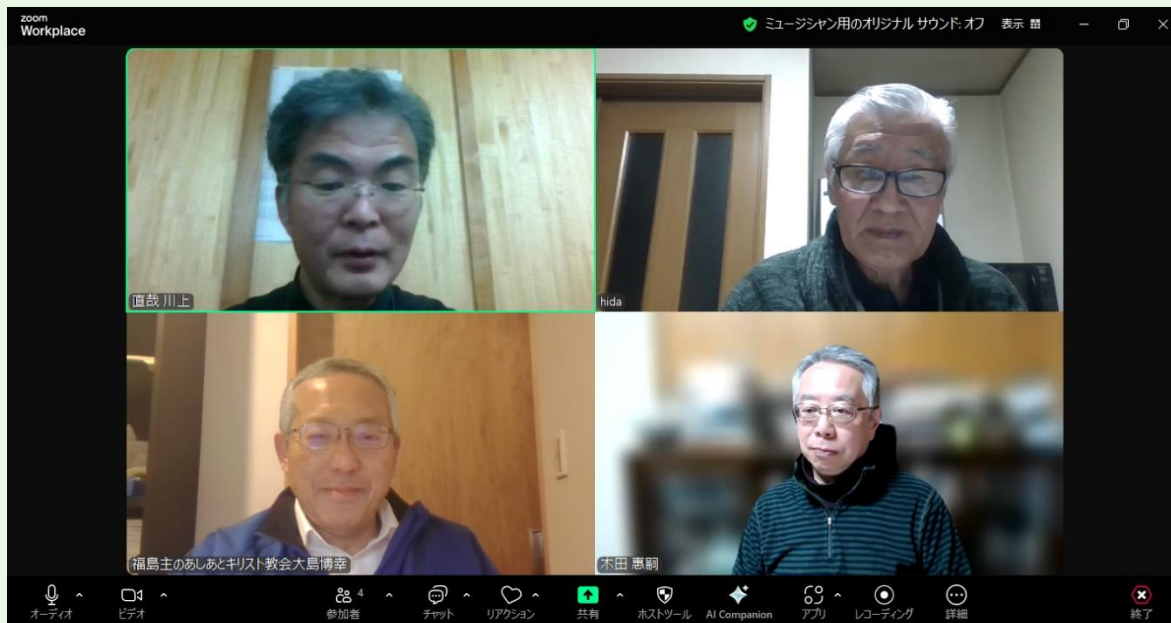 zoom
Workplace
ミュージシャン用のオリジナル サウンド: オフ
表示
直哉 川上
hida
福島主のあしあとキリスト教会大島博幸
木田 惠嗣
オーディオ
ビデオ
4
参加者
チャット
リアクション
共有
ホストツール
AI Companion
アプリ
レコーディング
詳細
終了